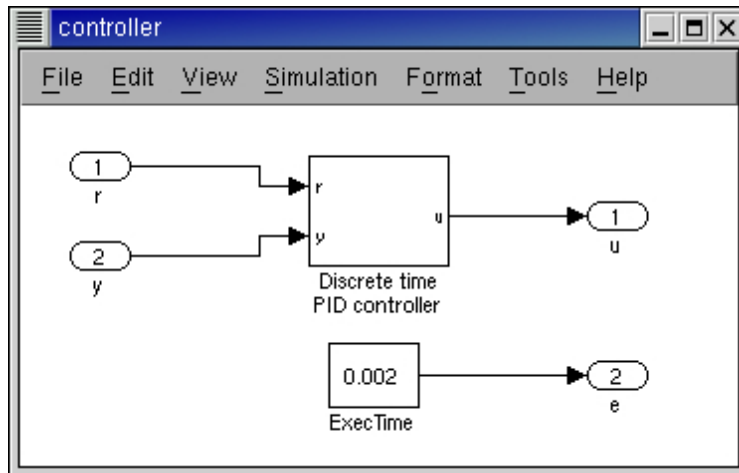 controller
File Edit View Simulation Format Tools Help
1
r
r
2
y
y
u
1
u
Discrete time
PID controller
0.002
ExecTime
2
e